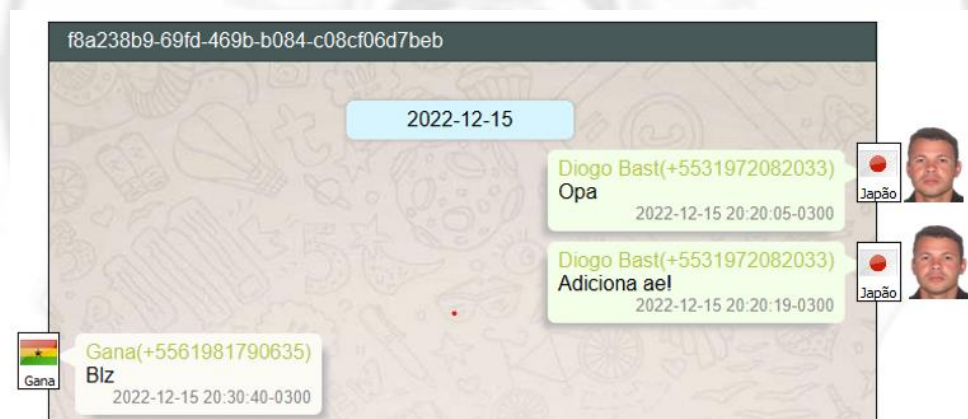 f8a238b9-69fd-469b-b084-c08cf06d7beb
2022-12-15
Diogo Bast(+5531972082033)
Opa
2022-12-15 20:20:05-0300
Japão
Diogo Bast(+5531972082033)
Adiciona ae!
2022-12-15 20:20:19-0300
Japão
Gana(+5561981790635)
Blz
2022-12-15 20:30:40-0300
Gana